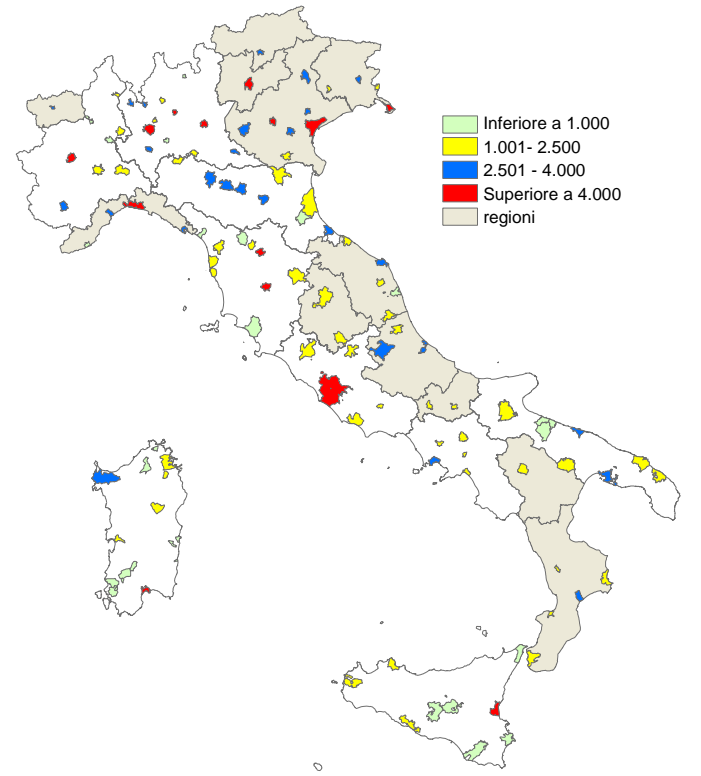 Inferiore a 1.000
1.001- 2.500
2.501 - 4.000
Superiore a 4.000
regioni